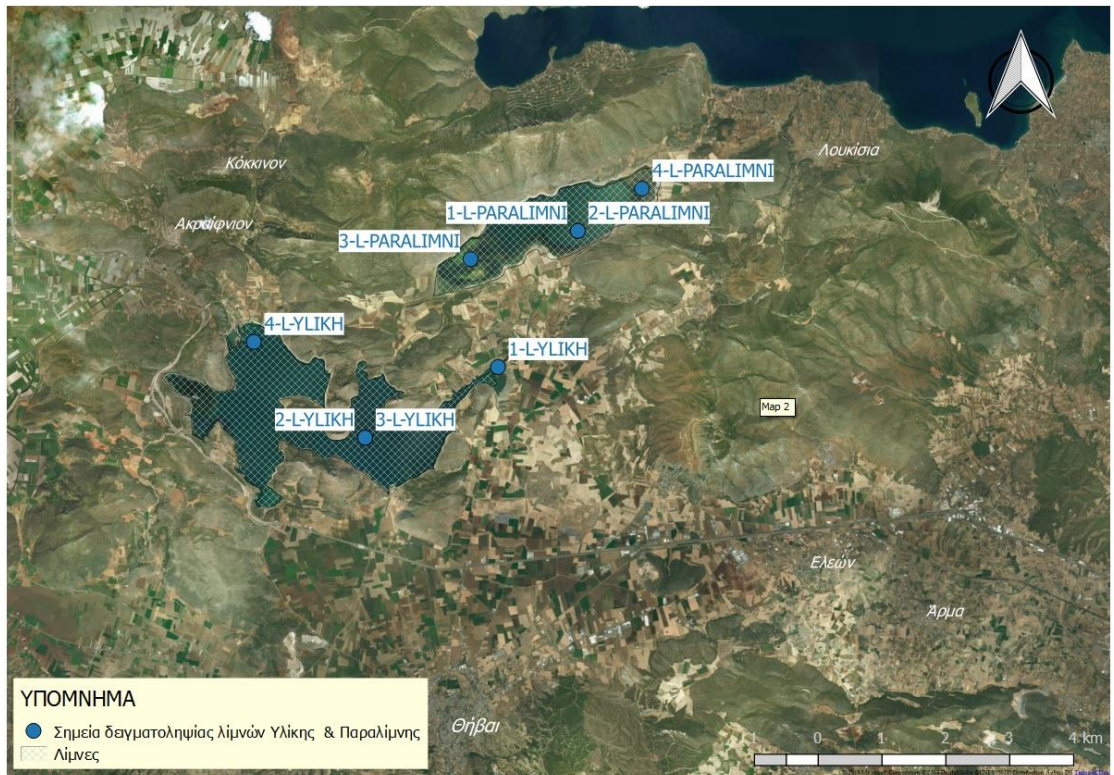 Κόκκινον
Λουκίσια
4-L-PARALIMNI
Ακραίφνιον
1-L-PARALIMNI
2-L-PARALIMNI
3-L-PARALIMNI
4-L-YLIKH
1-L-YLIKH
Map 2
2-L-YLIKH
3-L-YLIKH
Ελεών
Άρμα
Θήβαι
ΥΠΟΜΝΗΜΑ
Σημεία δειγματοληψίας λίμνών Υλίκης & Παραλίμνης
Λίμνες
1 0 1 2 3 4 km